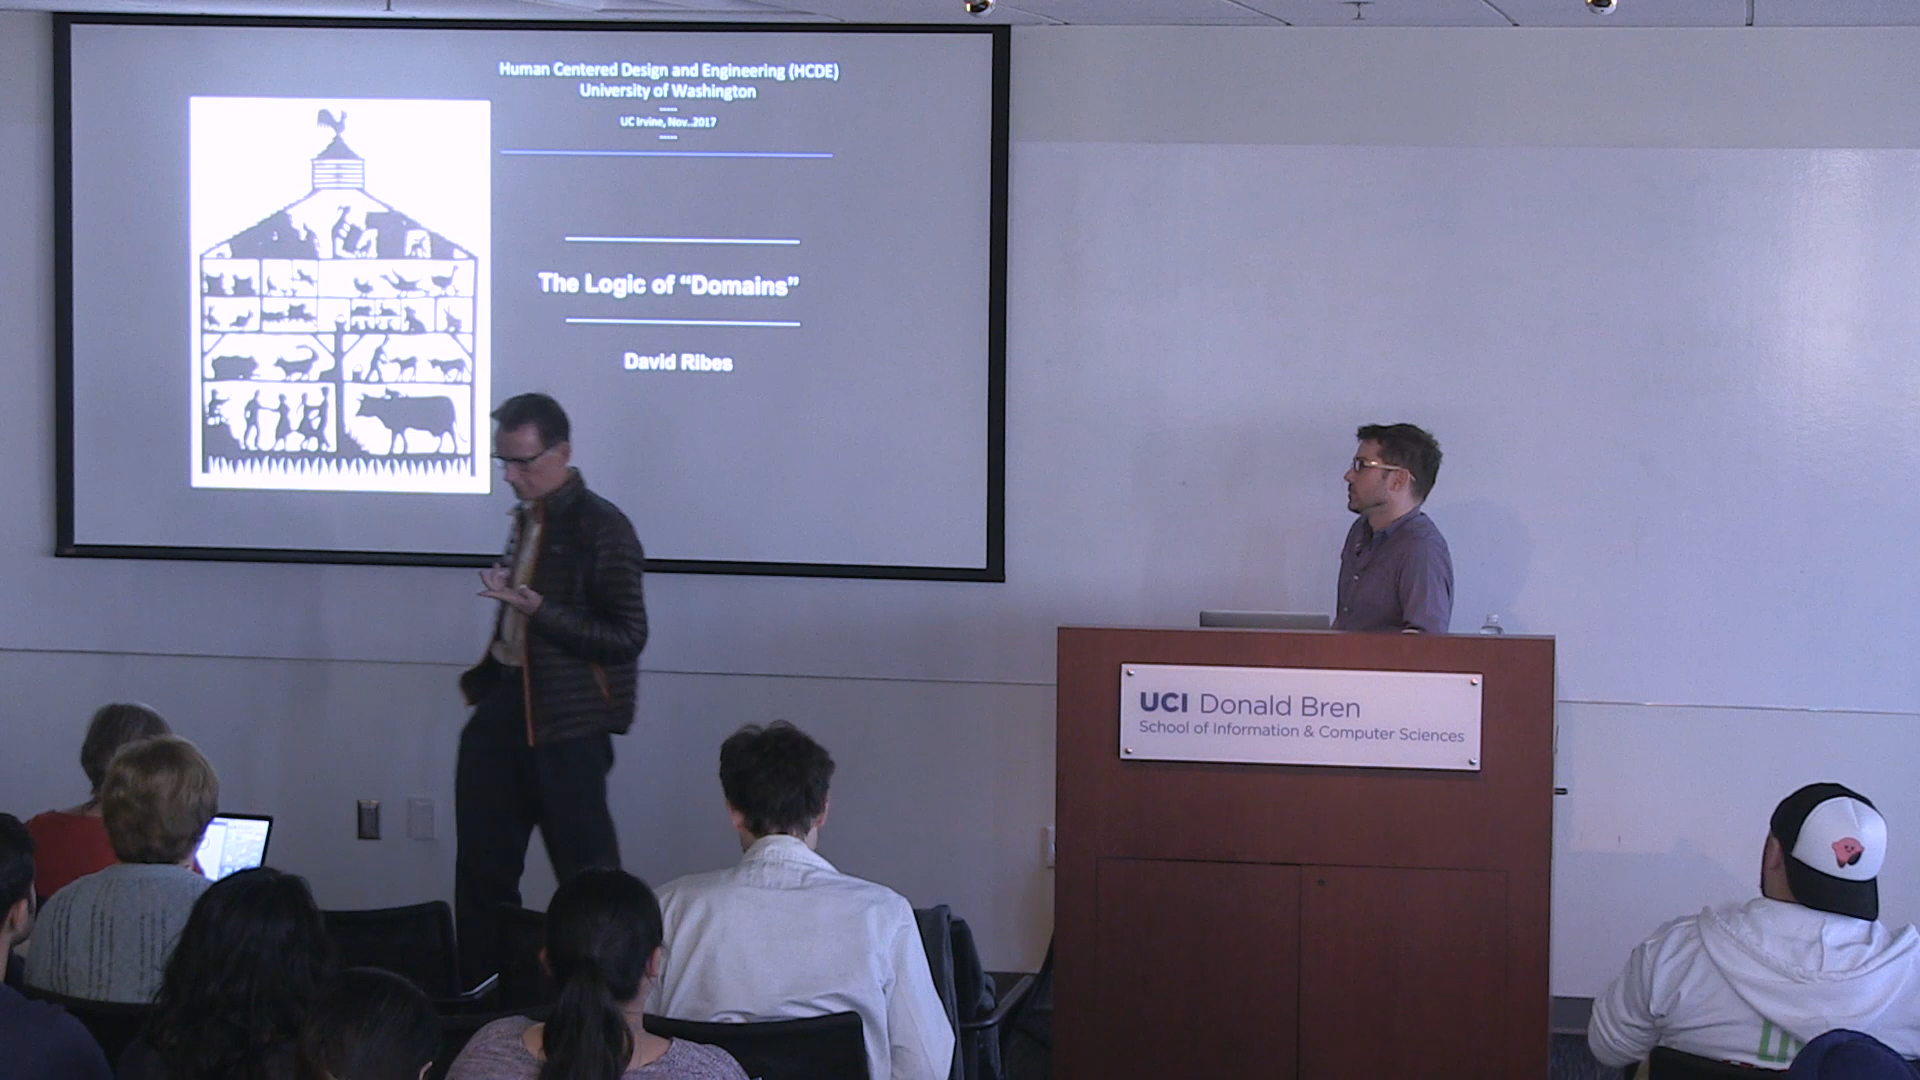 Human Centered Design and Engineering (HCDE)
University of Washington
UC Irvine, Nov..2017
The Logic of “Domains”
David Ribes
UCI Donald Bren
School of Information & Computer Sciences